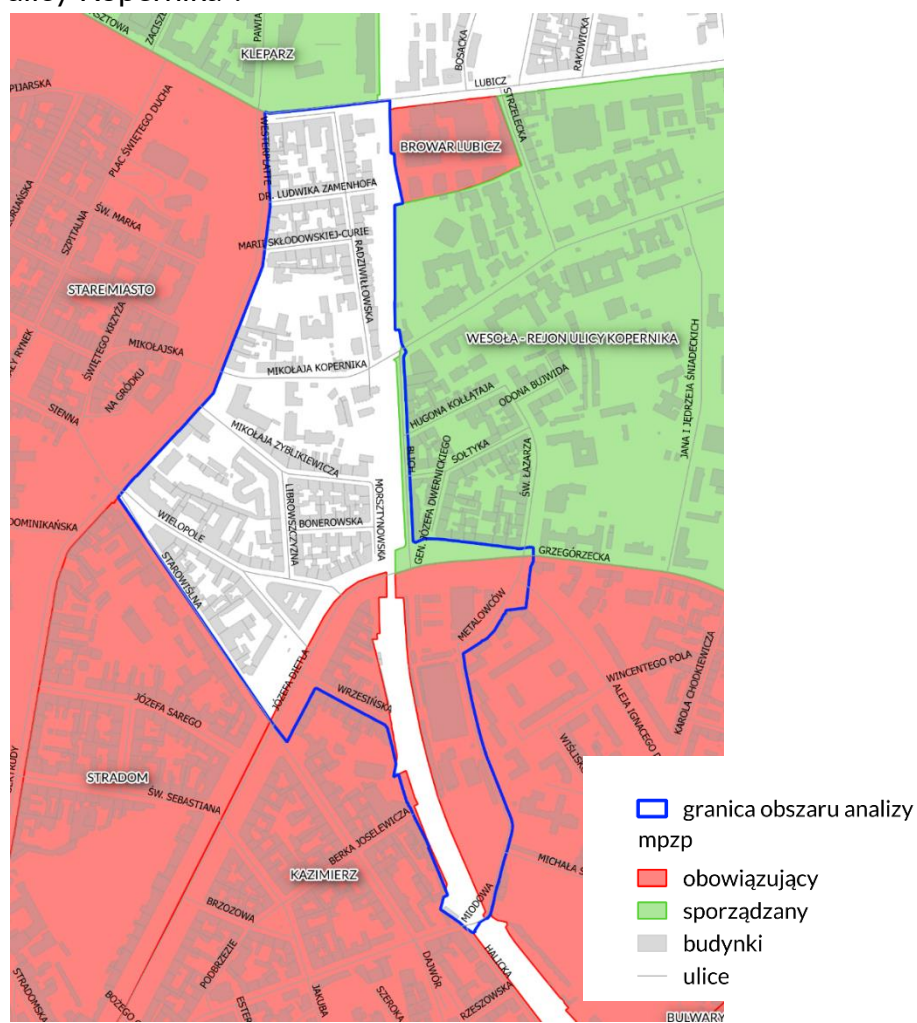 ZACISZE
PAWIA
KLEPARZ
BOSACKA
RAKOWICKA
LUBICZ
PIJARSKA
PLAC ŚWIĘTEGO DUCHA
WESTERPLATTE
STRZELECKA
BROWAR LUBICZ
DR. LUDWIKA ZAMENHOFA
SZPITALNA
ŚW. MARKA
MARII SKŁODOWSKIEJ-CURIE
RADZIWIŁŁOWSKA
STARE MIASTO
ŚWIĘTEGO KRZYŻA
MIKOŁAJSKA
WESOŁA - REJON ULICY KOPERNIKA
JANA I JĘDRZEJA ŚNIADECKICH
MIKOŁAJA KOPERNIKA
NA GRÓDKU
SIENNA
HUGONA KOŁŁĄTAJA
ODONA BUJWIDA
MIKOŁAJA ZYBLIKIEWICZA
BLICH
SOŁTYKA
ŚW. ŁAZARZA
GEN. JÓZEFA DWERNICKIEGO
LIBROWSZCZYZNA
MORSZTYNOWSKA
BONEROWSKA
WIELOPOLE
DOMINIKAŃSKA
STAROWIŚLNA
GRZEGÓRZECKA
METALOWCÓW
WINCENTEGO POLA
KAROLA CHODKIEWICZA
JÓZEFA DIETLA
WRZESIŃSKA
JÓZEFA SAREGO
STRADOM
ŚW. SEBASTIANA
BERKA JOSELEWICZA
KAZIMIERZ
BRZOZOWA
PODBRZEZIE
MIODOWA
HALICKA
DAJWÓR
SZEROKA
JAKUBA
RZESZOWSKA
STRADOMSKA
granica obszaru analizy
mpzp
obowiązujący
sporządzany
budynki
ulice
BULWARY